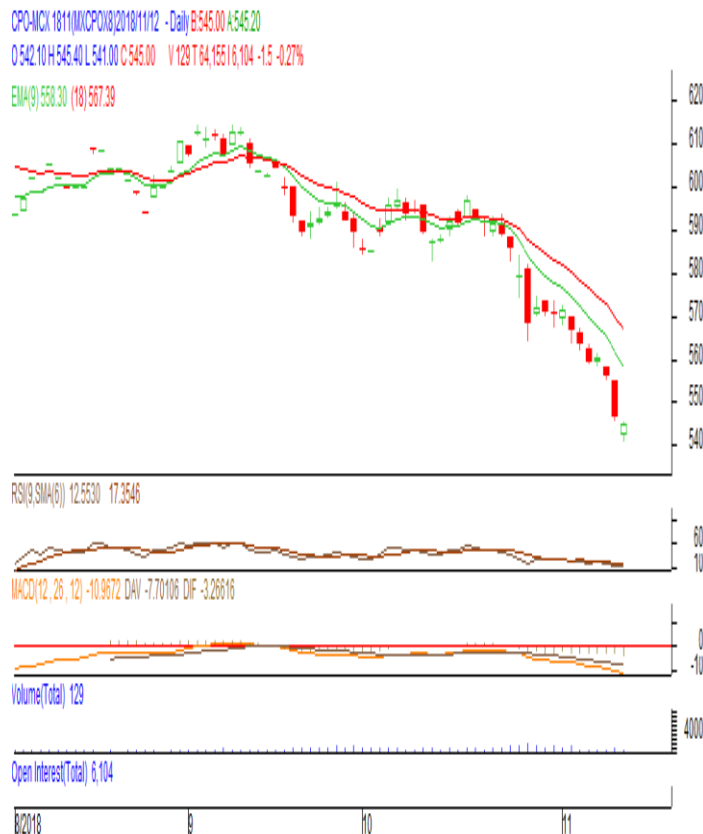 CPO-MCX 1811(MXCPOX8)2018/11/12 - Daily B:545.00 A:545.20
O 542.10 H 545.40 L 541.00 C 545.00 V 129 T 64,155 I 6,104 -1.5 -0.27%
EMA(9) 558.30 (18) 567.39
620
610
600
590
580
570
560
550
540
RSI(9,SMA(6)) 12.5530 17.3546
60
10
MACD(12 , 26 , 12) -10.9672 DAV -7.70106 DIF -3.26616
0
-10
Volume(Total) 129
4000
Open Interest(Total) 6,104
8/2018 9 10 11